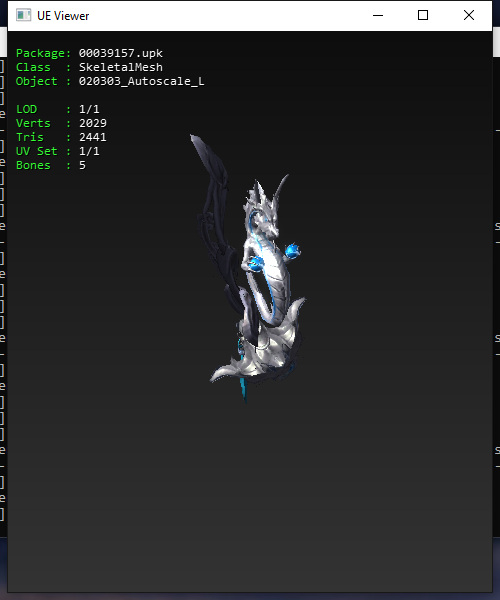 UE Viewer
Package: 00039157.upk
Class  : SkeletalMesh
Object : 020303_Autoscale_L
LOD    : 1/1
Verts  : 2029
Tris   : 2441
UV Set : 1/1
Bones  : 5